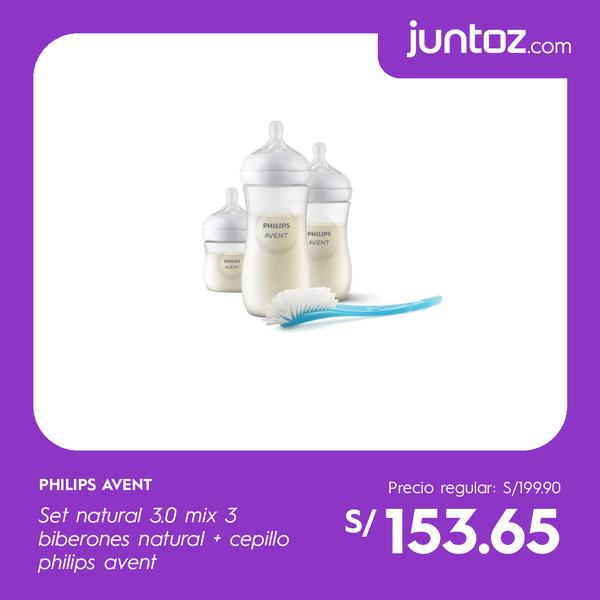 juntoz.com
PHILIPS
AVENT
PHILIPS
AVENT
PHILIPS
AVENT
PHILIPS AVENT
Set natural 3.0 mix 3
biberones natural + cepillo
philips avent
Precio regular: S/199.90
S/ 153.65